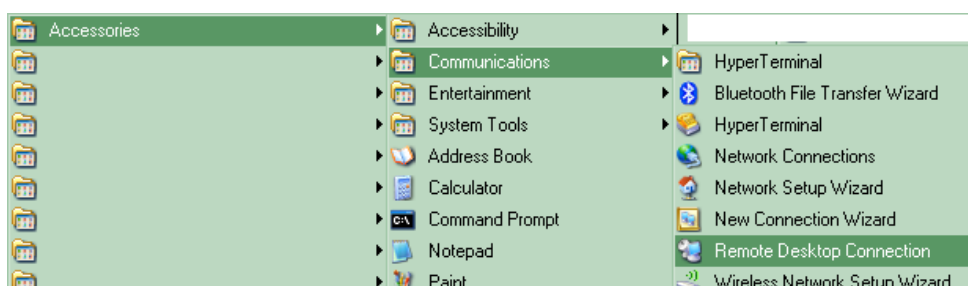 Accessories
Accessibility
Communications
Entertainment
System Tools
Address Book
Calculator
Command Prompt
Notepad
Paint
HyperTerminal
Bluetooth File Transfer Wizard
HyperTerminal
Network Connections
Network Setup Wizard
New Connection Wizard
Remote Desktop Connection
Wireless Network Setup Wizard